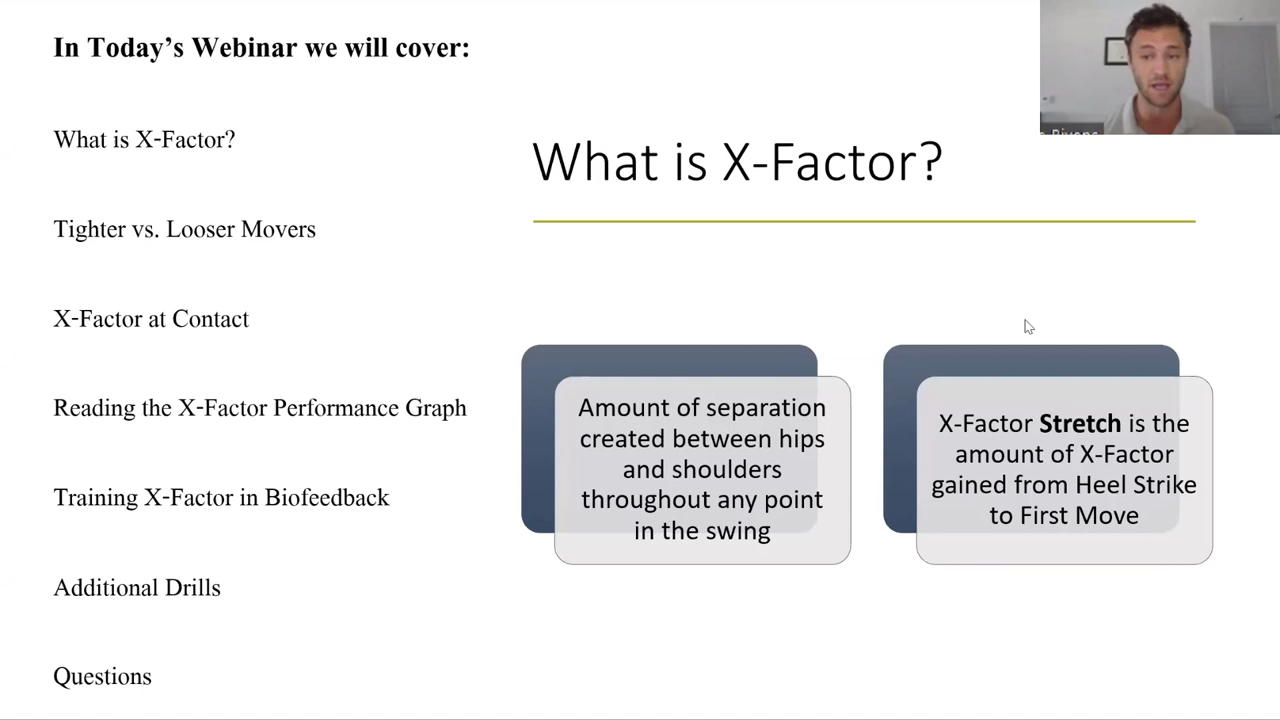 In Today’s Webinar we will cover:
What is X-Factor?
Tighter vs. Looser Movers
X-Factor at Contact
Reading the X-Factor Performance Graph
Training X-Factor in Biofeedback
Additional Drills
Questions
What is X-Factor?
Amount of separation
created between hips
and shoulders
throughout any point
in the swing
X-Factor Stretch is the
amount of X-Factor
gained from Heel Strike
to First Move